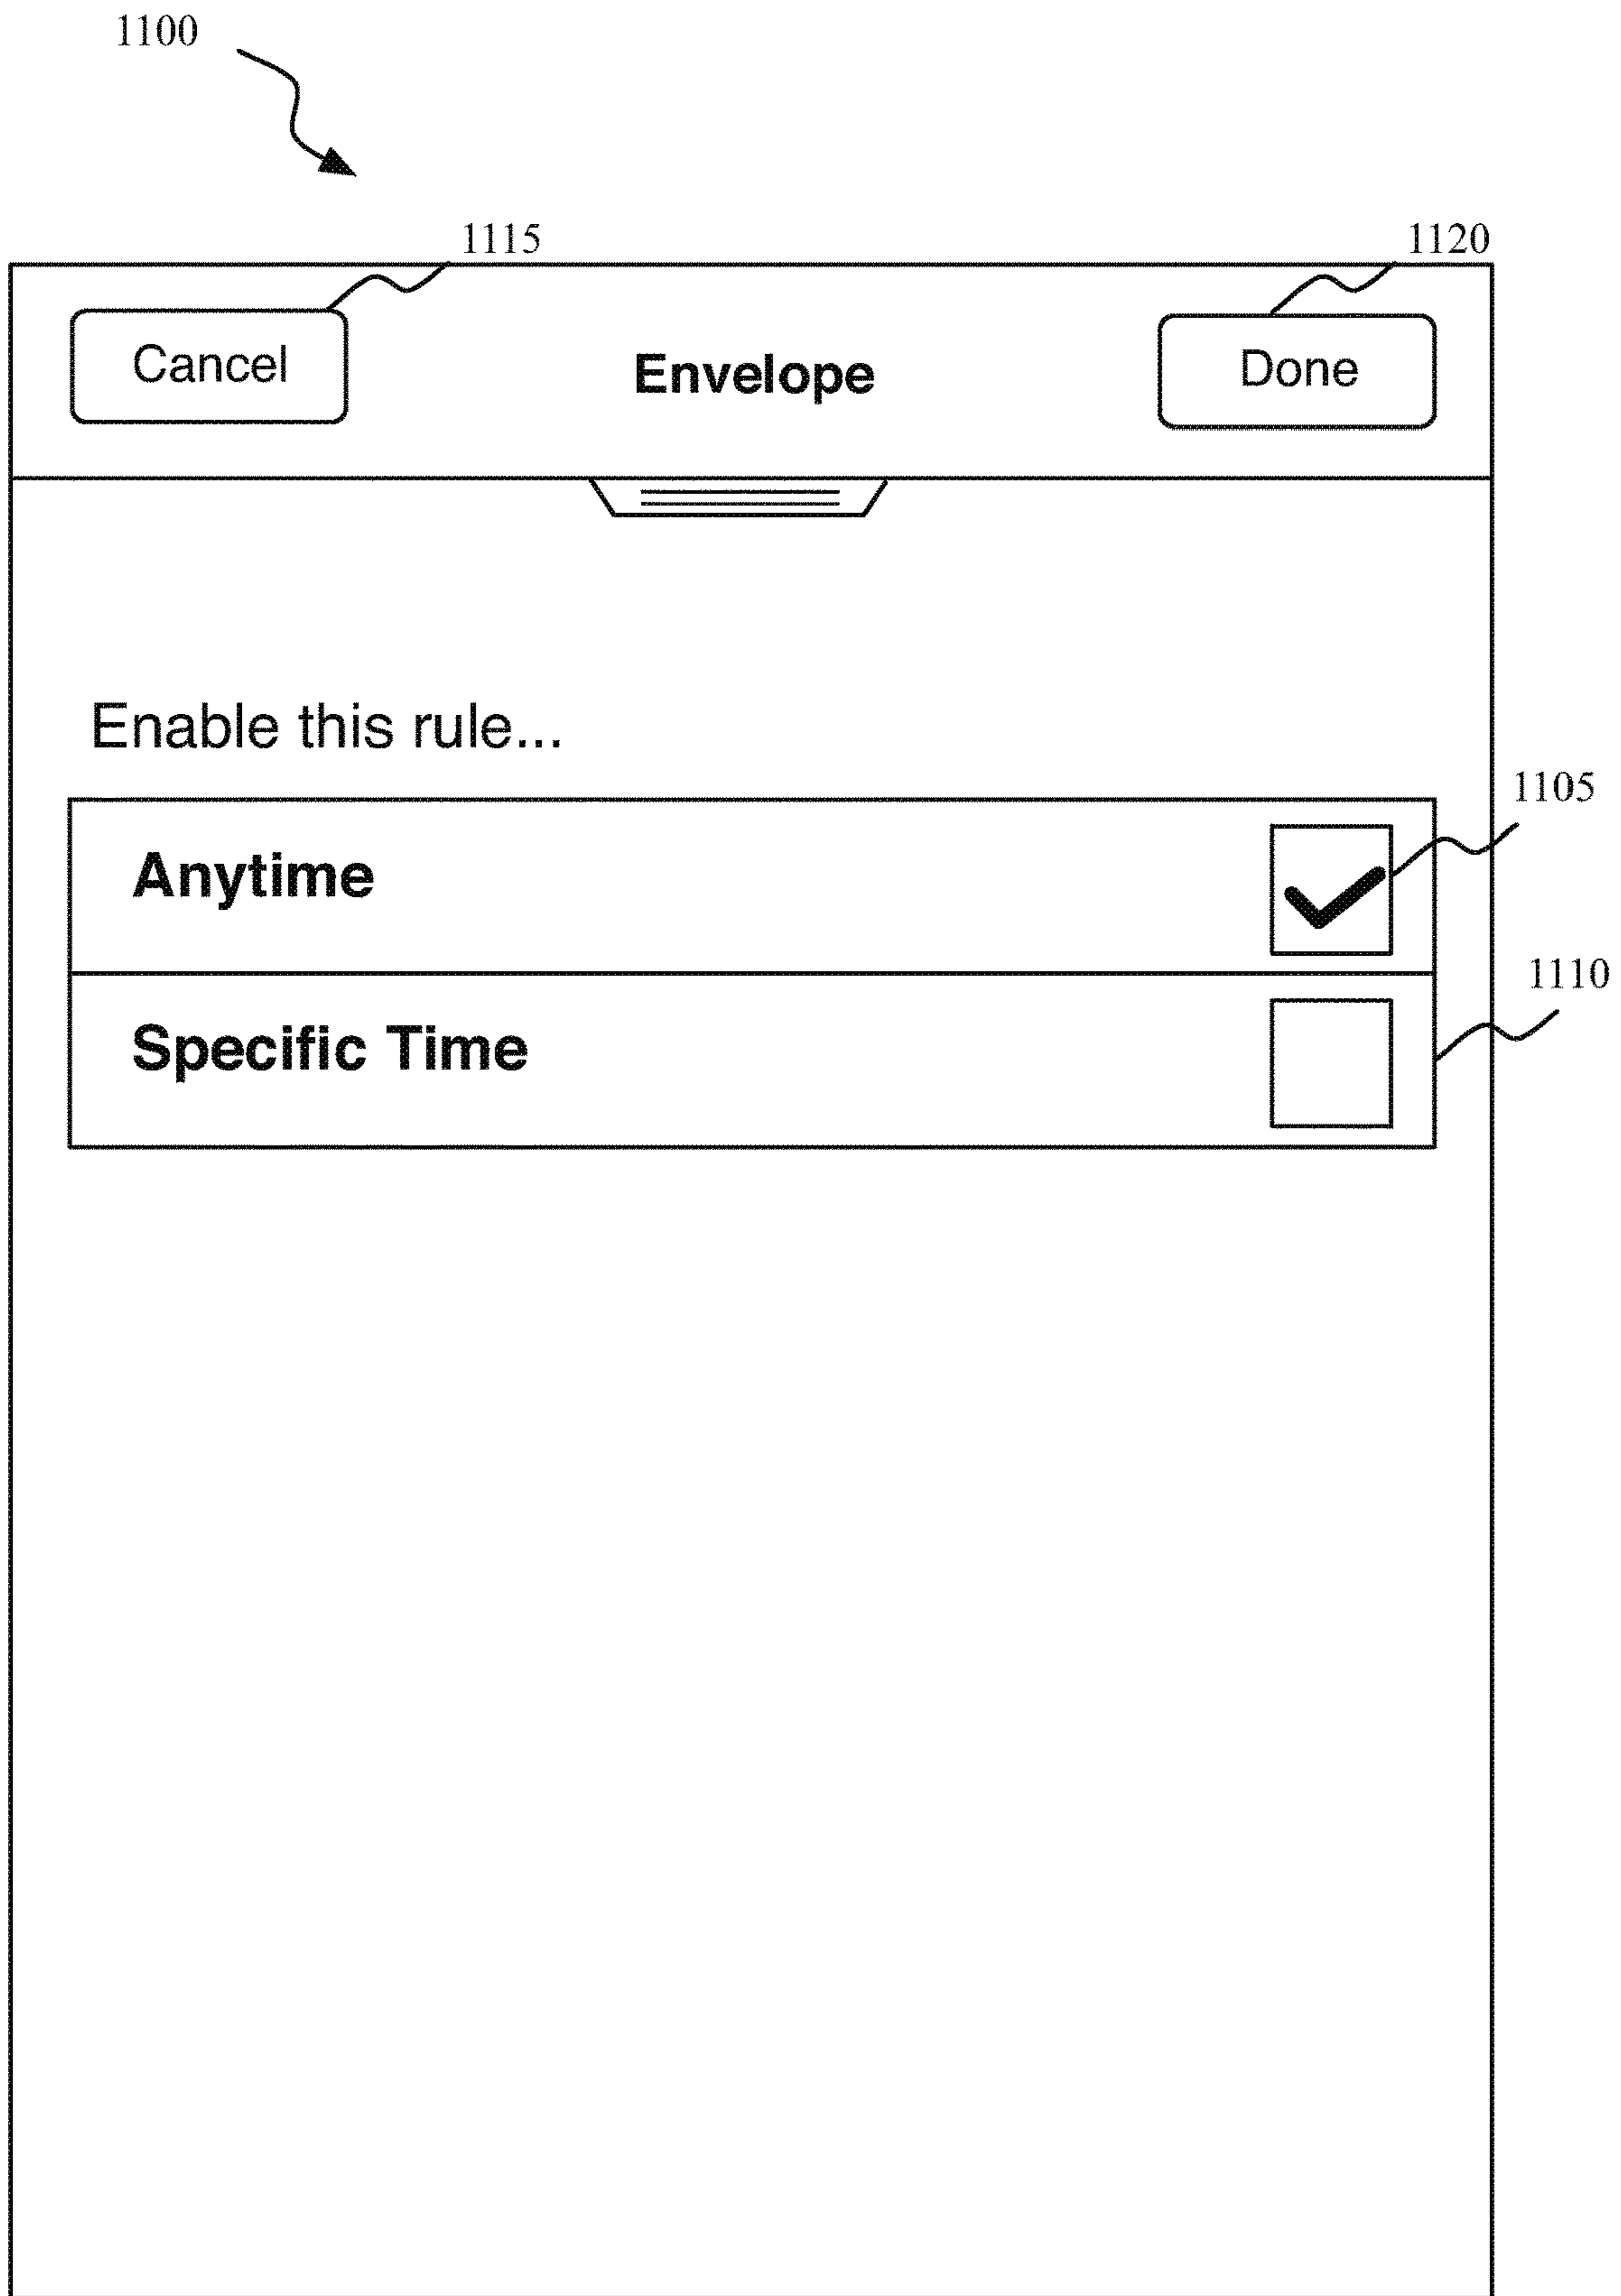 1100
1115
1120
Cancel
Envelope
Done
Enable this rule...
1105
Anytime
1110
Specific Time